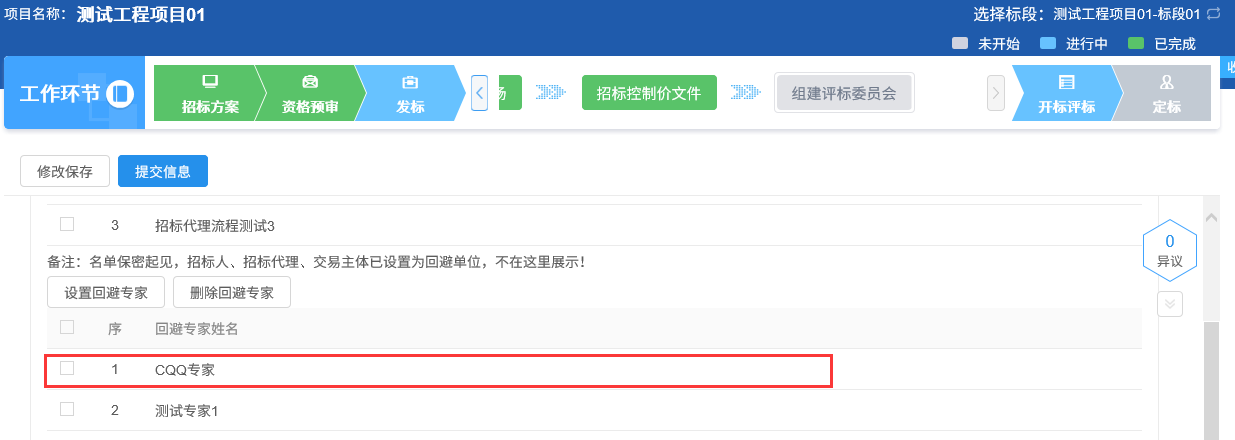 项目名称： 测试工程项目01
选择标段： 测试工程项目01-标段01
未开始 进行中 已完成
工作环节
招标方案 资格预审 发标
招标控制价文件
组建评标委员会
开标评标 定标
修改保存 提交信息
3 招标代理流程测试3
备注：名单保密起见，招标人、招标代理、交易主体已设置为回避单位，不在这里展示！
0
异议
设置回避专家 删除回避专家
序 回避专家姓名
1 CQQ专家
2 测试专家1